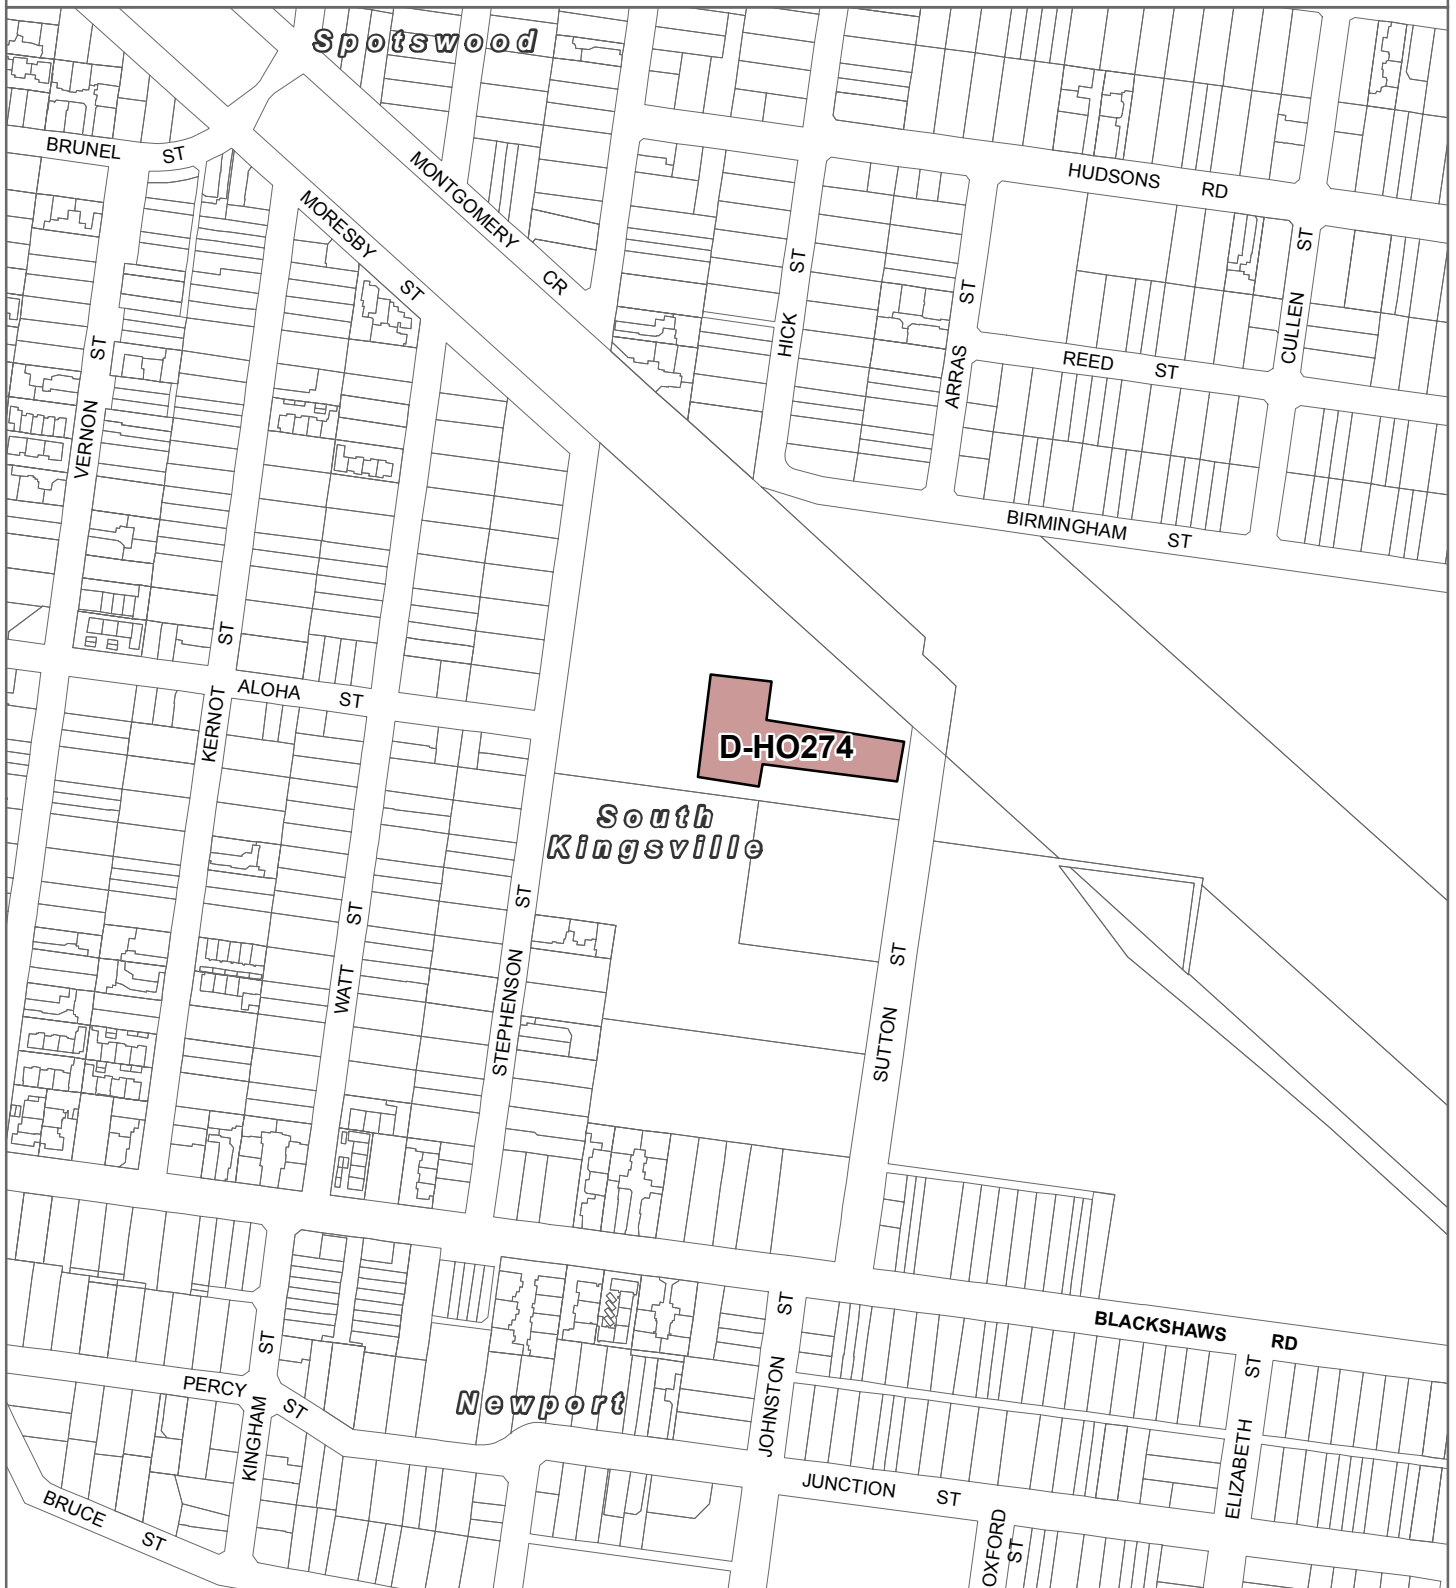 Spotswood
BRUNEL ST
MONTGOMERY CR
MORESBY ST
HUDSONS RD
HICK ST
ARRAS ST
CULLEN ST
REED ST
VERNON ST
BIRMINGHAM ST
KERNOT ST
ALOHA ST
D-HO274
South
Kingsville
WATT ST
STEPHENSON ST
SUTTON ST
BLACKSHAWS RD
JOHNSTON ST
PERCY ST
KINGHAM ST
Newport
ELIZABETH ST
JUNCTION ST
OXFORD ST
BRUCE ST